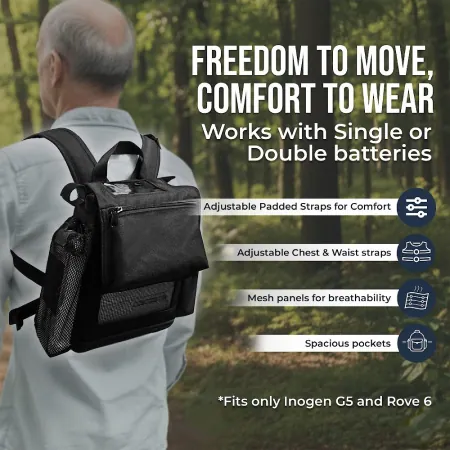 FREEDOM TO MOVE,
COMFORT TO WEAR
Works with Single or
Double batteries
Adjustable Padded Straps for Comfort
Adjustable Chest & Waist straps
Mesh panels for breathability
Spacious pockets
*Fits only Inogen G5 and Rove 6